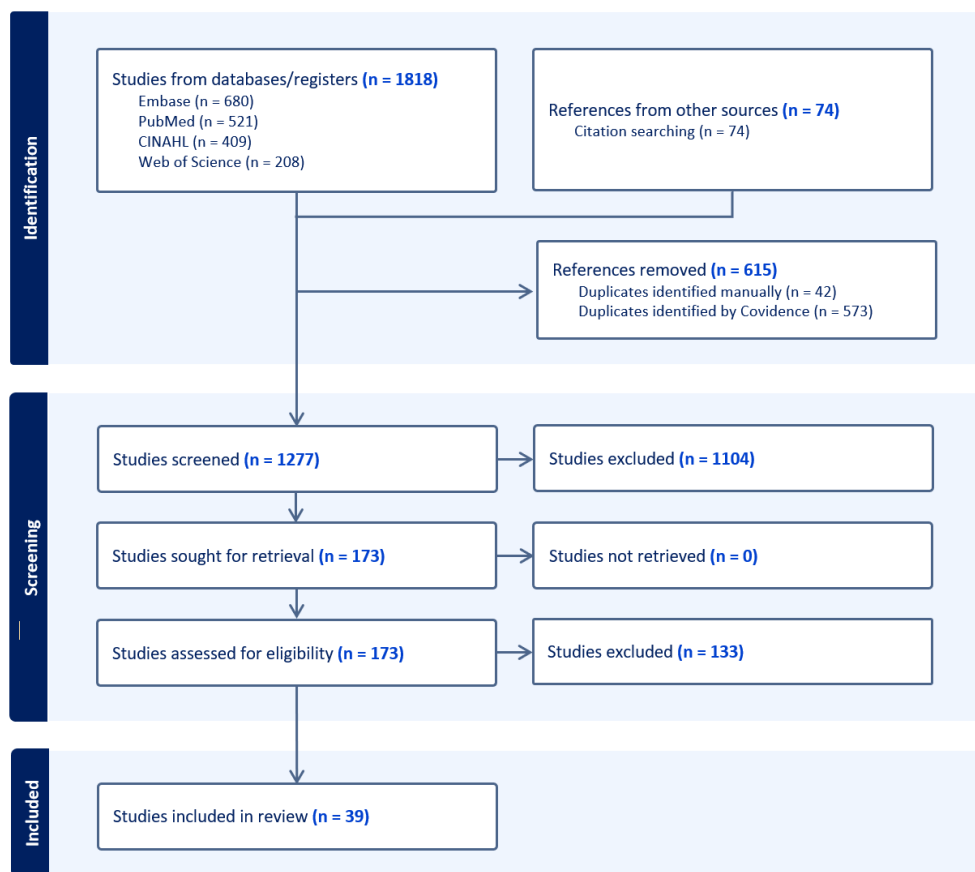 Identification
Studies from databases/registers (n = 1818)
Embase (n = 680)
PubMed (n = 521)
CINAHL (n = 409)
Web of Science (n = 208)
References from other sources (n = 74)
Citation searching (n = 74)
References removed (n = 615)
Duplicates identified manually (n = 42)
Duplicates identified by Covidence (n = 573)
Screening
Studies screened (n = 1277)
Studies excluded (n = 1104)
Studies sought for retrieval (n = 173)
Studies not retrieved (n = 0)
Studies assessed for eligibility (n = 173)
Studies excluded (n = 133)
Included
Studies included in review (n = 39)